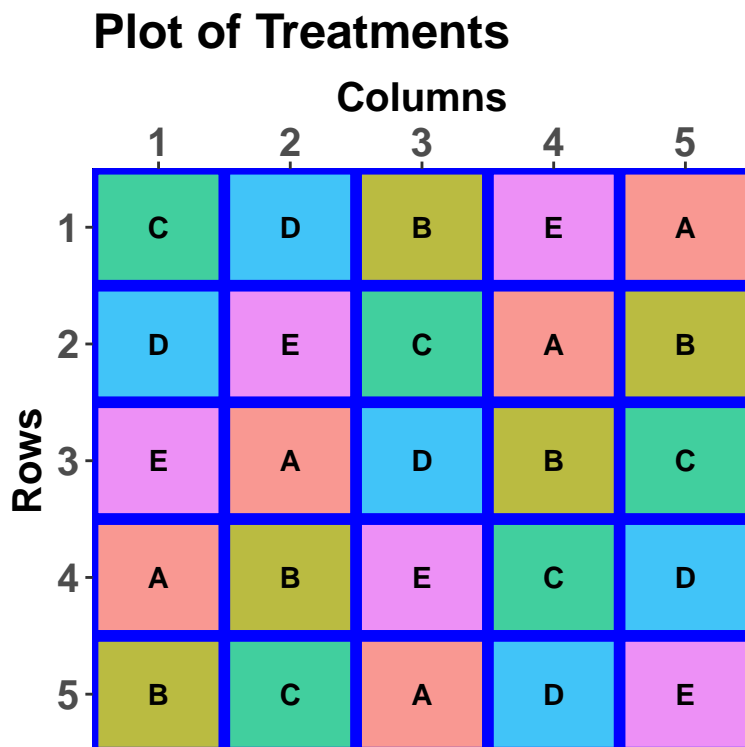 Plot of Treatments
Columns
1 2 3 4 5
1 C D B E A
2 D E C A B
Rows
3 E A D B C
4 A B E C D
5 B C A D E